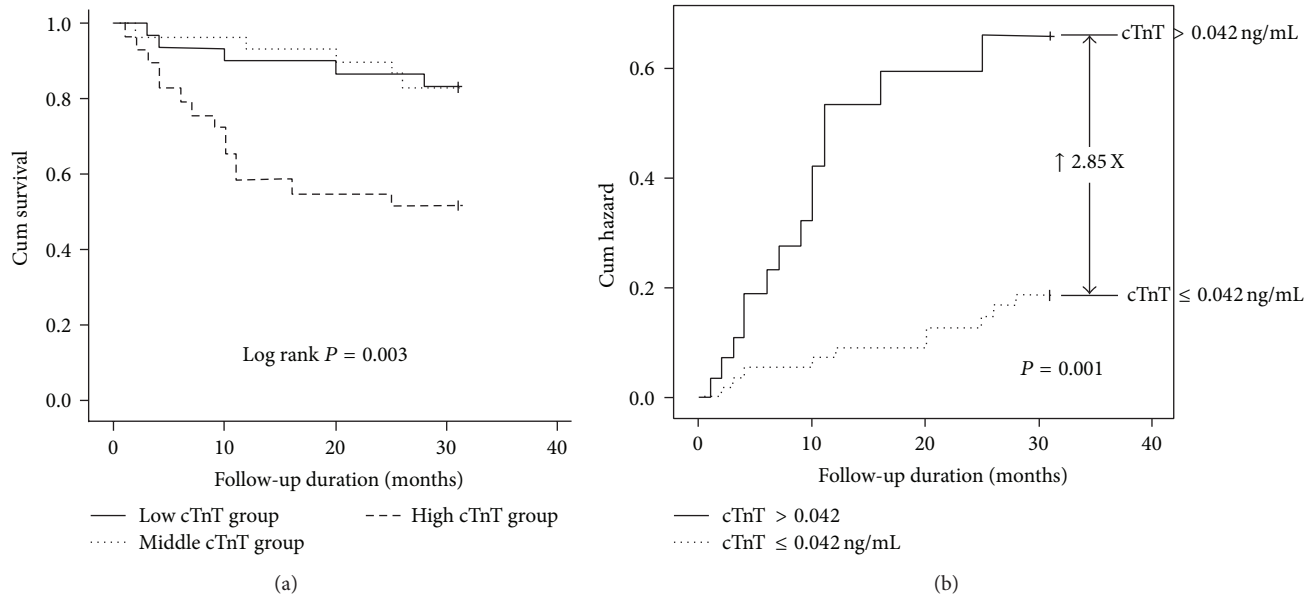 1.0
0.8
0.6
0.4
0.2
0.0
Cum survival
Log rank P = 0.003
0 10 20 30 40
Follow-up duration (months)
Low cTnT group
High cTnT group
Middle cTnT group
(a)
0.6
0.4
0.2
0.0
Cum hazard
cTnT > 0.042 ng/mL
↑ 2.85 X
cTnT ≤ 0.042 ng/mL
P = 0.001
0 10 20 30 40
Follow-up duration (months)
cTnT > 0.042
cTnT ≤ 0.042 ng/mL
(b)